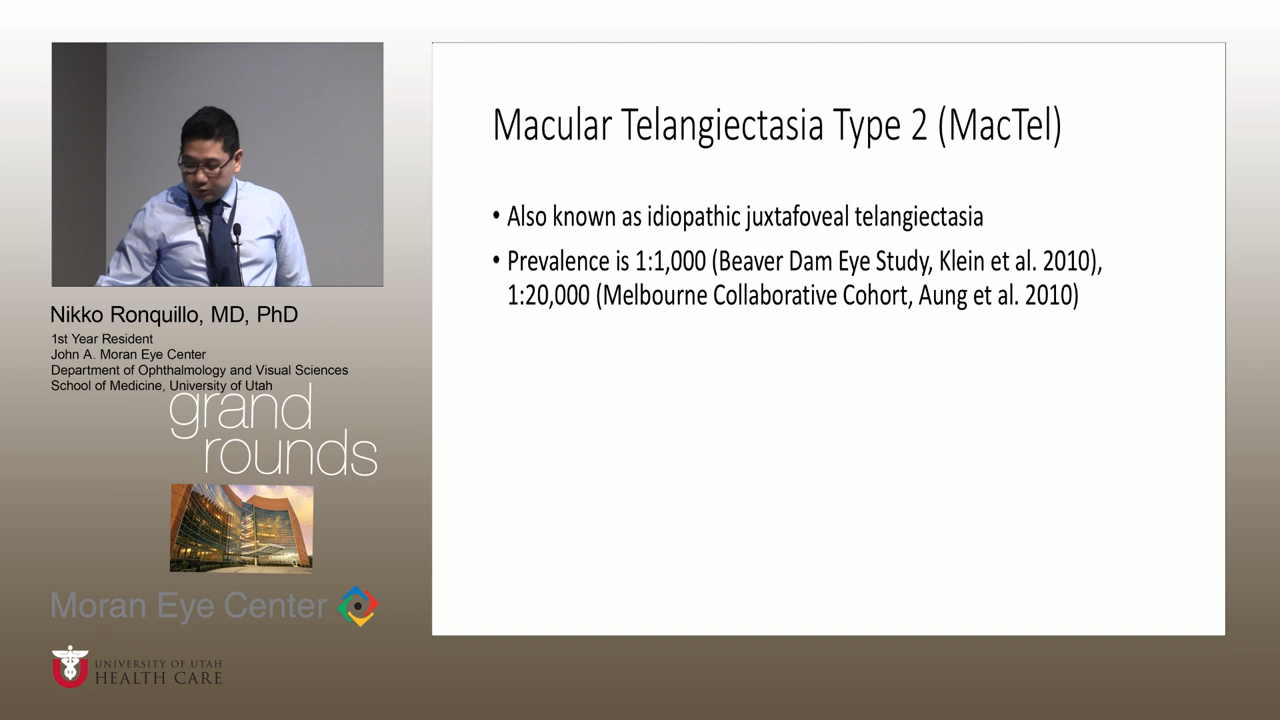 Macular Telangiectasia Type 2 (MacTel)
• Also known as idiopathic juxtafoveal telangiectasia
• Prevalence is 1:1,000 (Beaver Dam Eye Study, Klein et al. 2010),
1:20,000 (Melbourne Collaborative Cohort, Aung et al. 2010)
Nikko Ronquillo, MD, PhD
1st Year Resident
John A. Moran Eye Center
Department of Ophthalmology and Visual Sciences
School of Medicine, University of Utah
grand
rounds
Moran Eye Center
UNIVERSITY OF UTAH
HEALTH CARE